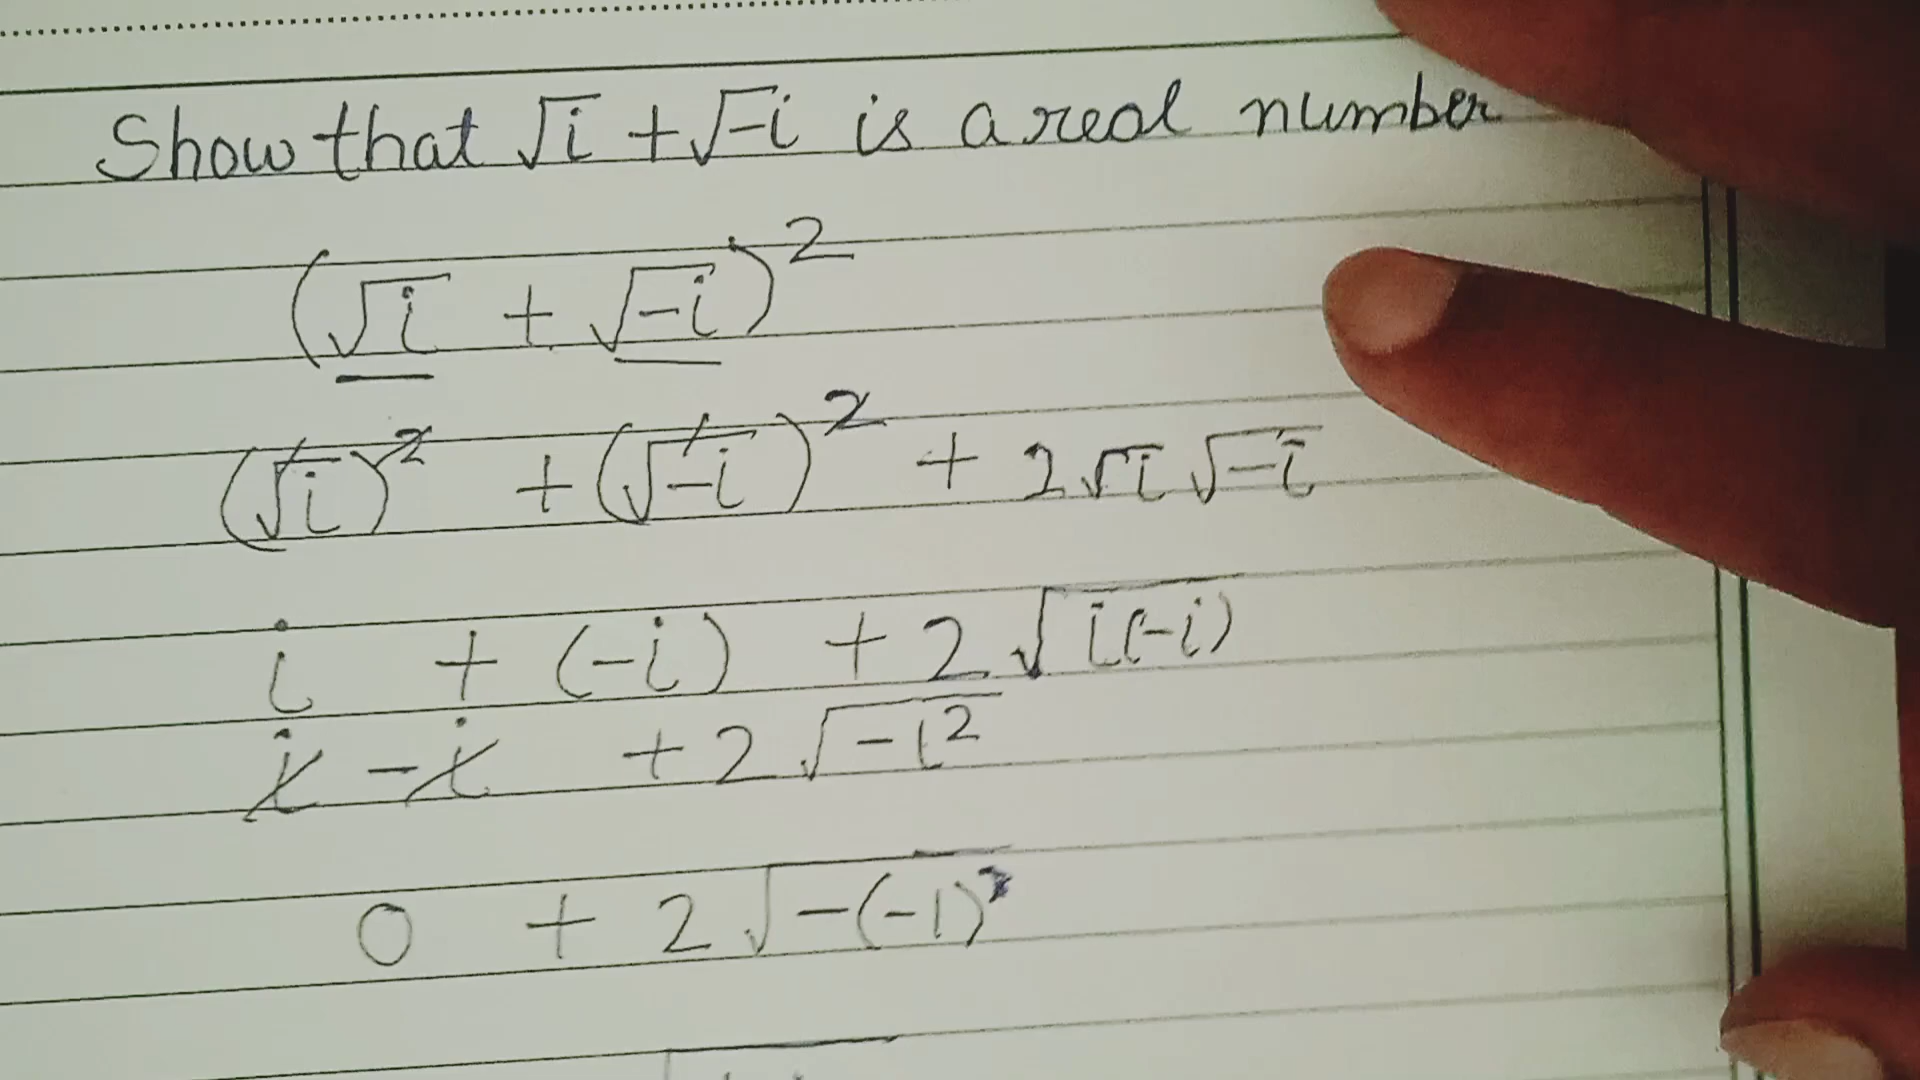 Show that √i + √-i is a real number
(√i + √-i)²
(√i)² + (√-i)² + 2√i √-i
i + (-i) + 2√i(-i)
i - i + 2√-i²
0 + 2√-(-1)